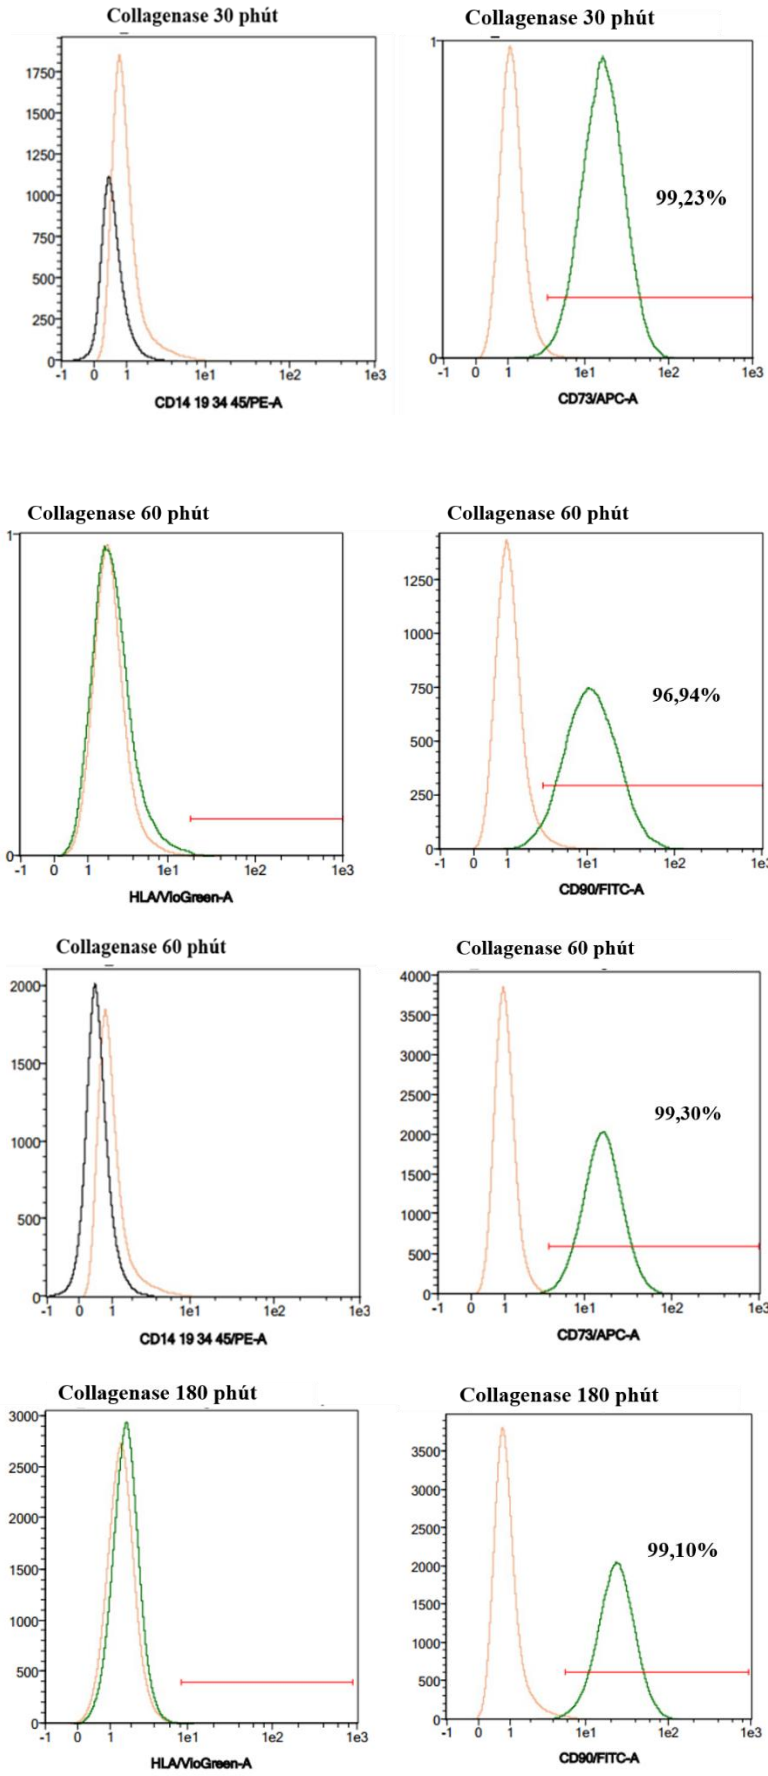 Collagenase 30 phút
Collagenase 30 phút
1750
1500
1250
1000
750
500
250
0
-1 0 1 1e1 1e2 1e3
CD14 19 34 45/PE-A
1
99,23%
0
-1 0 1 1e1 1e2 1e3
CD73/APC-A
Collagenase 60 phút
Collagenase 60 phút
1
0
-1 0 1 1e1 1e2 1e3
HLA/VioGreen-A
1250
1000
750
500
250
0
96,94%
-1 0 1 1e1 1e2 1e3
CD90/FITC-A
Collagenase 60 phút
Collagenase 60 phút
2000
1500
1000
500
0
-1 0 1 1e1 1e2 1e3
CD14 19 34 45/PE-A
4000
3500
3000
2500
2000
1500
1000
500
0
99,30%
-1 0 1 1e1 1e2 1e3
CD73/APC-A
Collagenase 180 phút
Collagenase 180 phút
3000
2500
2000
1500
1000
500
0
-1 0 1 1e1 1e2 1e3
HLA/VioGreen-A
3500
3000
2500
2000
1500
1000
500
0
99,10%
-1 0 1 1e1 1e2 1e3
CD90/FITC-A